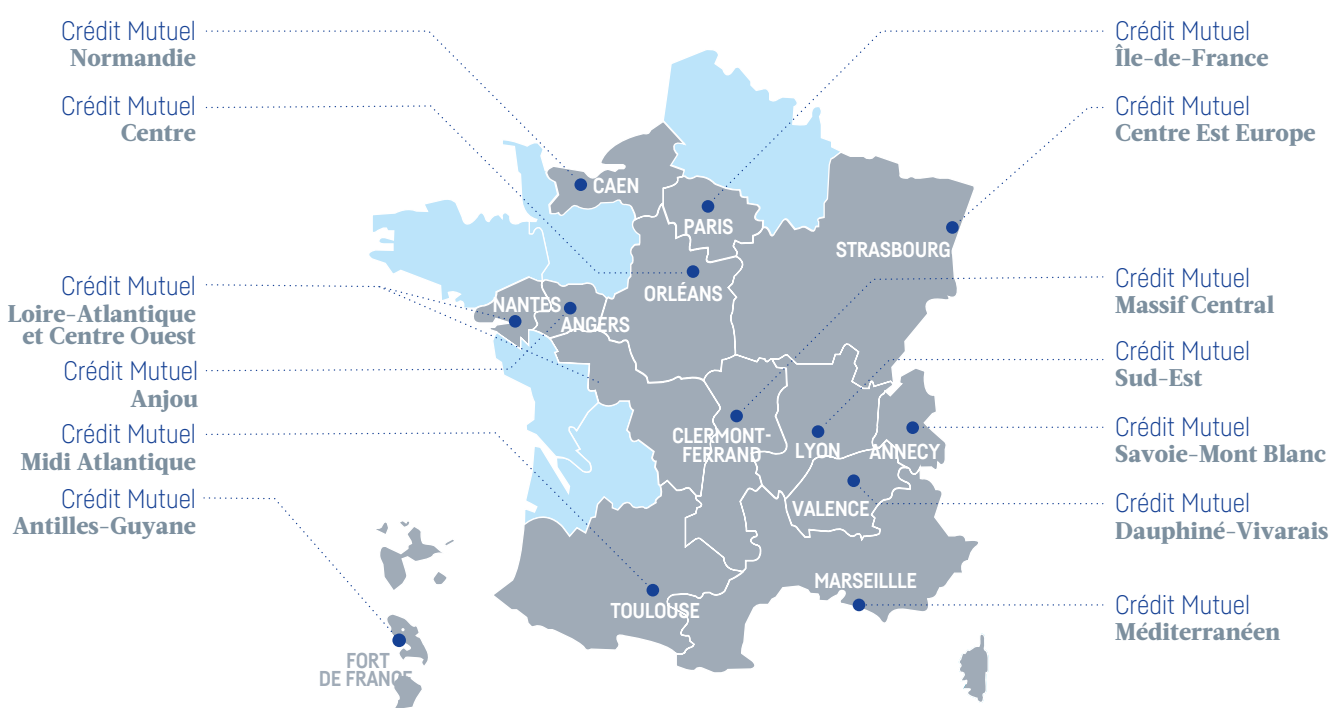 Crédit Mutuel
Normandie
Crédit Mutuel
Centre
Crédit Mutuel
Loire-Atlantique
et Centre Ouest
Crédit Mutuel
Anjou
Crédit Mutuel
Midi Atlantique
Crédit Mutuel
Antilles-Guyane
CAEN
PARIS
STRASBOURG
ORLÉANS
NANTES
ANGERS
CLERMONT-
FERRAND
LYON
ANNECY
VALENCE
MARSEILLLE
TOULOUSE
FORT
DE FRANCE
Crédit Mutuel
Île-de-France
Crédit Mutuel
Centre Est Europe
Crédit Mutuel
Massif Central
Crédit Mutuel
Sud-Est
Crédit Mutuel
Savoie-Mont Blanc
Crédit Mutuel
Dauphiné-Vivarais
Crédit Mutuel
Méditerranéen